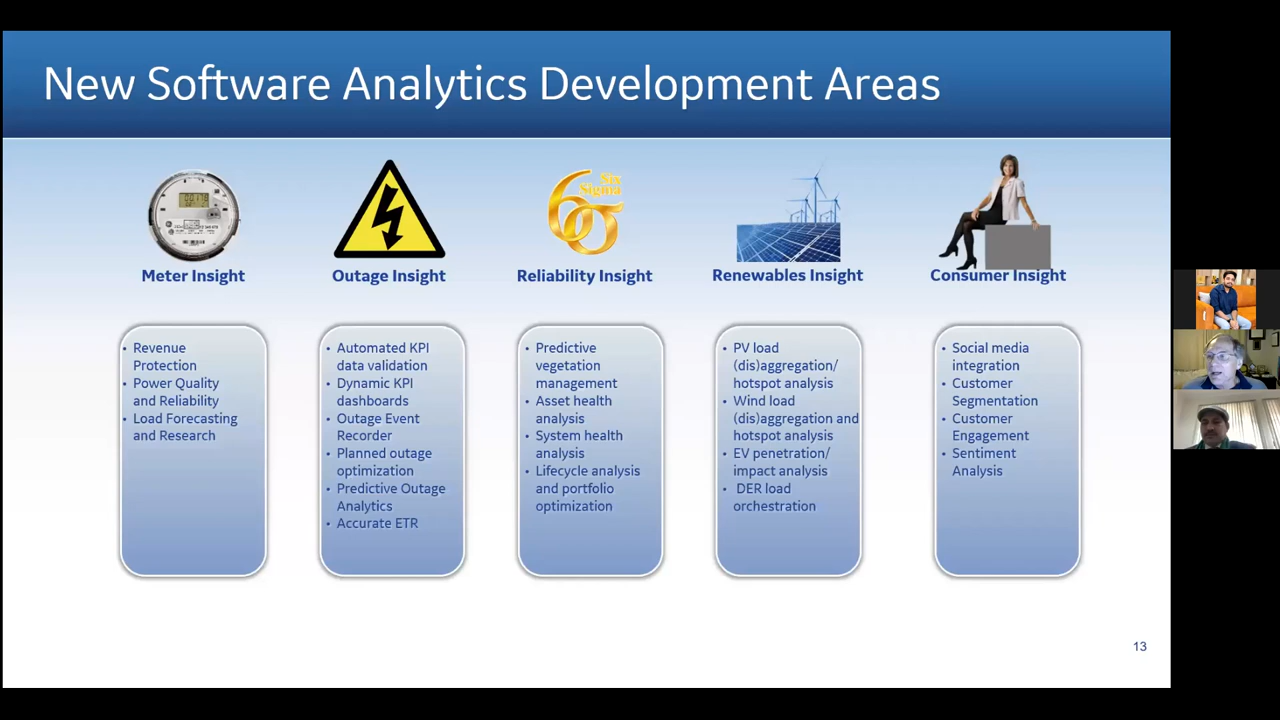 New Software Analytics Development Areas
Six
Sigma
6σ
Meter Insight
Outage Insight
Reliability Insight
Renewables Insight
Consumer Insight
• Revenue
Protection
• Power Quality
and Reliability
• Load Forecasting
and Research
• Automated KPI
data validation
• Dynamic KPI
dashboards
• Outage Event
Recorder
• Planned outage
optimization
• Predictive Outage
Analytics
• Accurate ETR
• Predictive
vegetation
management
• Asset health
analysis
• System health
analysis
• Lifecycle analysis
and portfolio
optimization
• PV load
(dis)aggregation/
hotspot analysis
• Wind load
(dis)aggregation and
hotspot analysis
• EV penetration/
impact analysis
• DER load
orchestration
• Social media
integration
• Customer
Segmentation
• Customer
Engagement
• Sentiment
Analysis
13